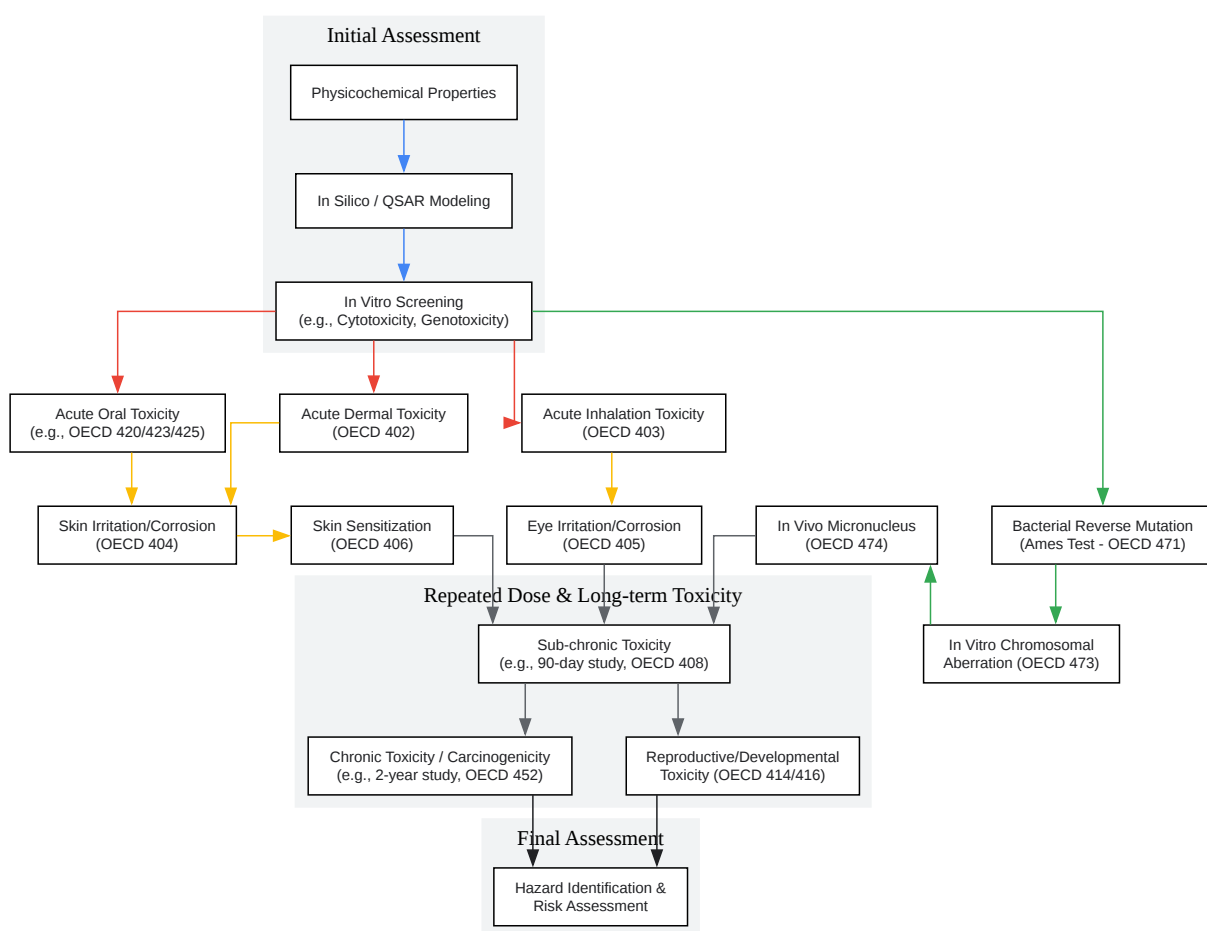 Initial Assessment
Physicochemical Properties
In Silico / QSAR Modeling
In Vitro Screening
(e.g., Cytotoxicity, Genotoxicity)
Acute Oral Toxicity
(e.g., OECD 420/423/425)
Acute Dermal Toxicity
(OECD 402)
Acute Inhalation Toxicity
(OECD 403)
Skin Irritation/Corrosion
(OECD 404)
Skin Sensitization
(OECD 406)
Eye Irritation/Corrosion
(OECD 405)
In Vivo Micronucleus
(OECD 474)
Bacterial Reverse Mutation
(Ames Test - OECD 471)
Repeated Dose & Long-term Toxicity
Sub-chronic Toxicity
(e.g., 90-day study, OECD 408)
In Vitro Chromosomal
Aberration (OECD 473)
Chronic Toxicity / Carcinogenicity
(e.g., 2-year study, OECD 452)
Reproductive/Developmental
Toxicity (OECD 414/416)
Final Assessment
Hazard Identification &
Risk Assessment